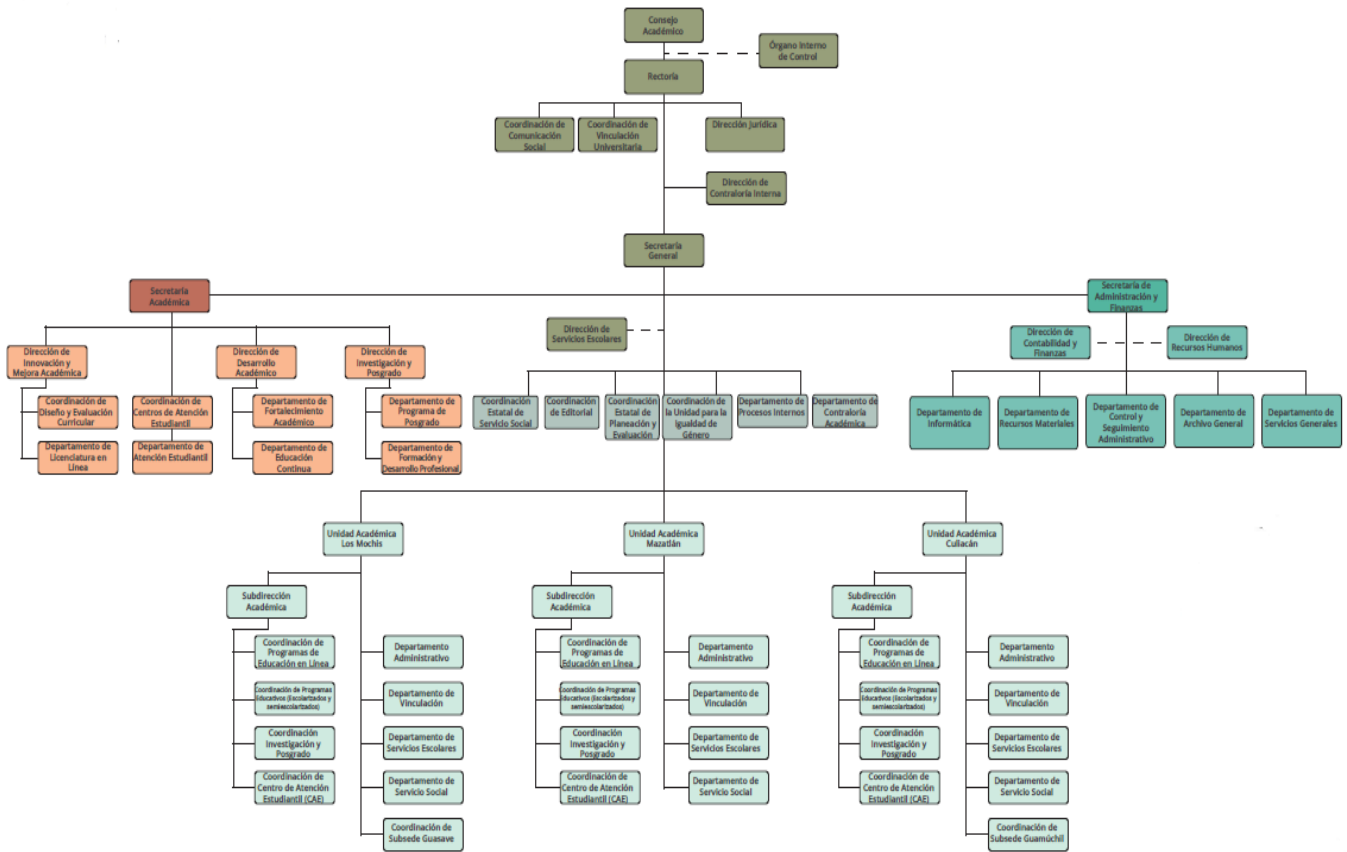 Consejo
Académico
Órgano Interno
de Control
Rectoría
Coordinación de
Comunicación
Social
Coordinación de
Vinculación
Universitaria
Dirección Jurídica
Dirección de
Contraloría Interna
Secretaría
General
Secretaría
Académica
Secretaría de
Administración y
Finanzas
Dirección de
Servicios Escolares
Dirección de
Contabilidad y
Finanzas
Dirección de
Recursos Humanos
Dirección de
Innovación y
Mejora Académica
Dirección de
Desarrollo
Académico
Dirección de
Investigación y
Posgrado
Coordinación de
Diseño y Evaluación
Curricular
Coordinación de
Centros de Atención
Estudiantil
Departamento de
Fortalecimiento
Académico
Departamento de
Programa de
Posgrado
Departamento de
Licenciatura en
Línea
Departamento de
Atención Estudiantil
Departamento de
Educación
Continua
Departamento de
Formación y
Desarrollo Profesional
Coordinación
Estatal de
Servicio Social
Coordinación
de Editorial
Coordinación
Estatal de
Planeación y
Evaluación
Coordinación de
la Unidad para la
Igualdad de
Género
Departamento de
Procesos Internos
Departamento de
Contraloría
Académica
Departamento de
Informática
Departamento de
Recursos Materiales
Departamento de
Control y
Seguimiento
Administrativo
Departamento de
Archivo General
Departamento de
Servicios Generales
Unidad Académica
Los Mochis
Unidad Académica
Mazatlán
Unidad Académica
Culiacán
Subdirección
Académica
Coordinación de
Programas de
Educación en Línea
Departamento
Administrativo
Coordinación de Programas
Educativos (Escolarizados y
semiescolarizados)
Departamento de
Vinculación
Coordinación
Investigación y
Posgrado
Departamento de
Servicios Escolares
Coordinación de
Centro de Atención
Estudiantil (CAE)
Departamento de
Servicio Social
Coordinación de
Subsede Guasave
Subdirección
Académica
Coordinación de
Programas de
Educación en Línea
Departamento
Administrativo
Coordinación de Programas
Educativos (Escolarizados y
semiescolarizados)
Departamento de
Vinculación
Coordinación
Investigación y
Posgrado
Departamento de
Servicios Escolares
Coordinación de
Centro de Atención
Estudiantil (CAE)
Departamento de
Servicio Social
Subdirección
Académica
Coordinación de
Programas de
Educación en Línea
Departamento
Administrativo
Coordinación de Programas
Educativos (Escolarizados y
semiescolarizados)
Departamento de
Vinculación
Coordinación
Investigación y
Posgrado
Departamento de
Servicios Escolares
Coordinación de
Centro de Atención
Estudiantil (CAE)
Departamento de
Servicio Social
Coordinación de
Subsede Guamúchil